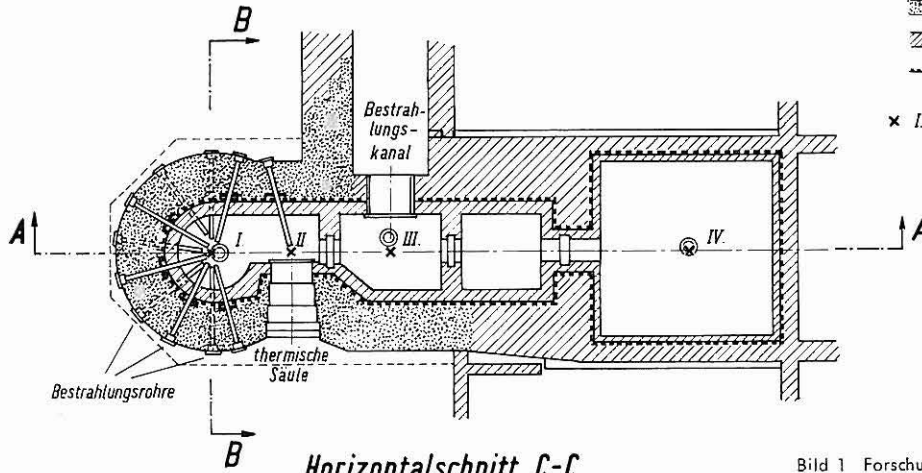 B
Bestrah-
lungs-
kanal
× I.
A
I.
II
III.
IV.
A
thermische
Säule
Bestrahlungsrohre
B
Horizontalschnitt C-C
Bild 1 Forschu